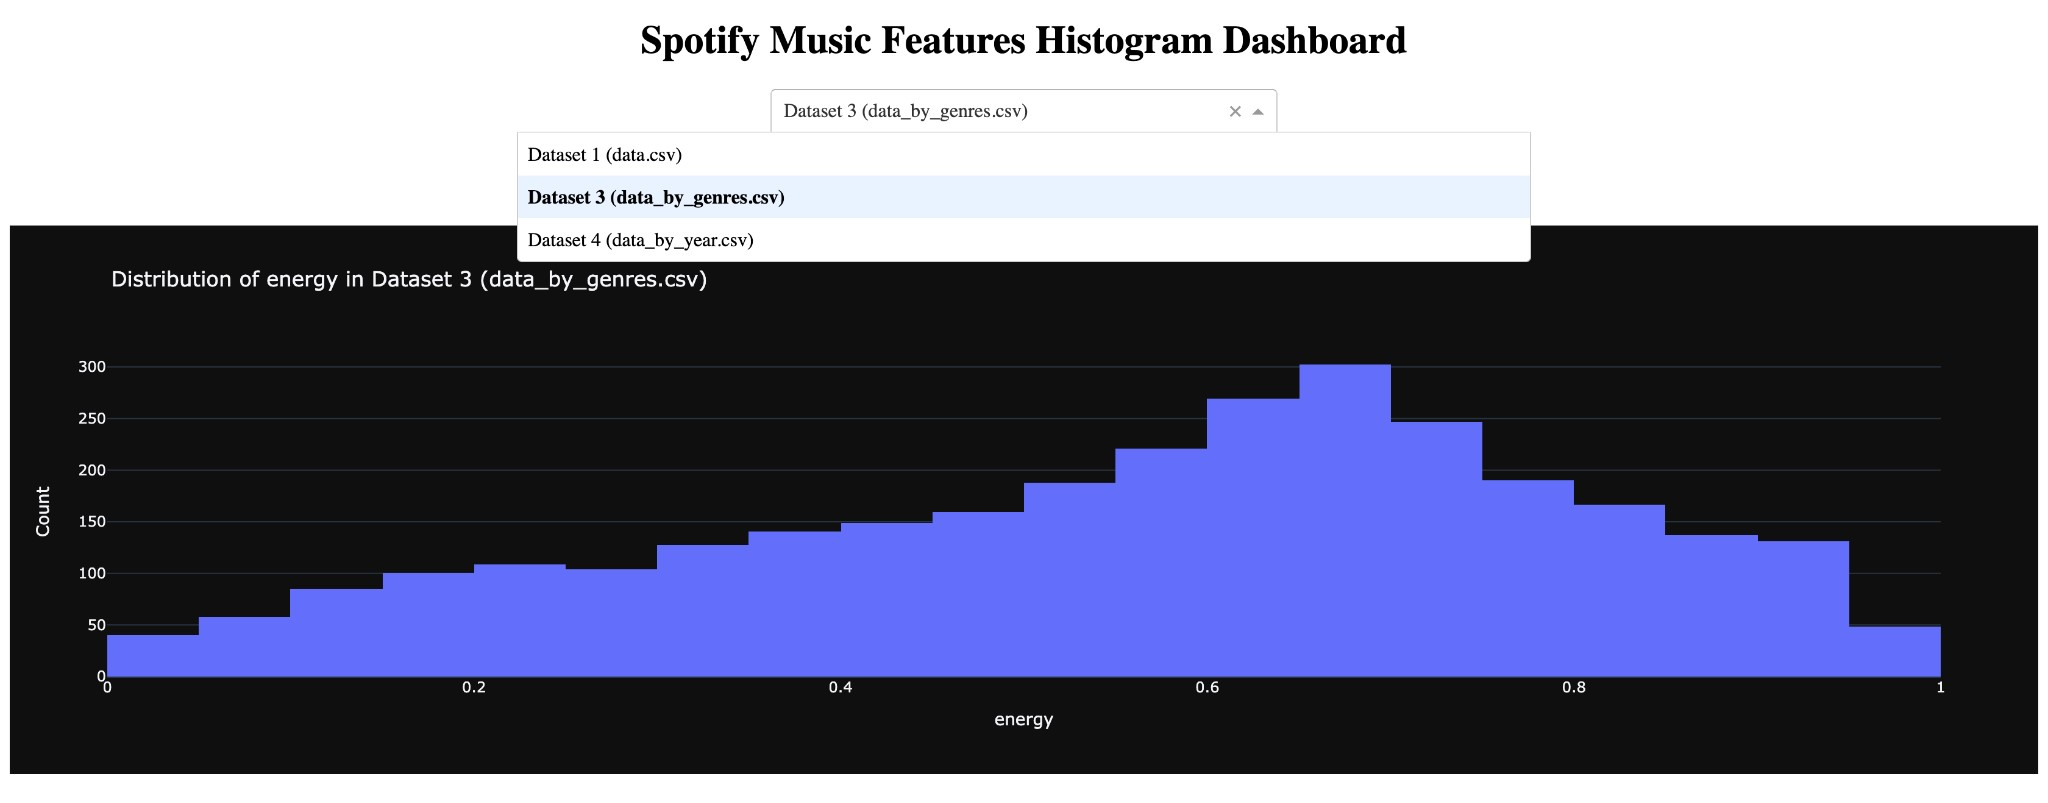 Spotify Music Features Histogram Dashboard
Dataset 3 (data_by_genres.csv)
Dataset 1 (data.csv)
Dataset 3 (data_by_genres.csv)
Dataset 4 (data_by_year.csv)
Distribution of energy in Dataset 3 (data_by_genres.csv)
300
250
200
150
100
50
0
Count
0 0.2 0.4 0.6 0.8 1
energy